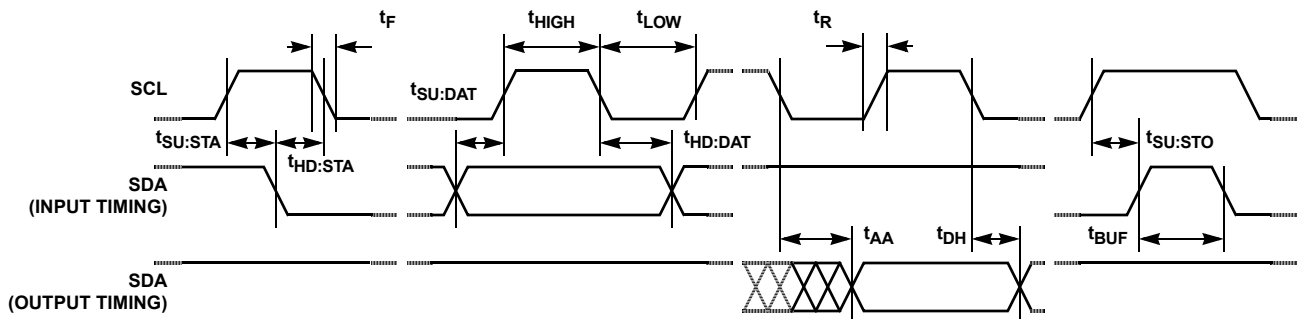 tF
tHIGH
tLOW
tR
SCL
tSU:DAT
tSU:STA
tHD:STA
tHD:DAT
tSU:STO
SDA
(INPUT TIMING)
tAA
tDH
tBUF
SDA
(OUTPUT TIMING)